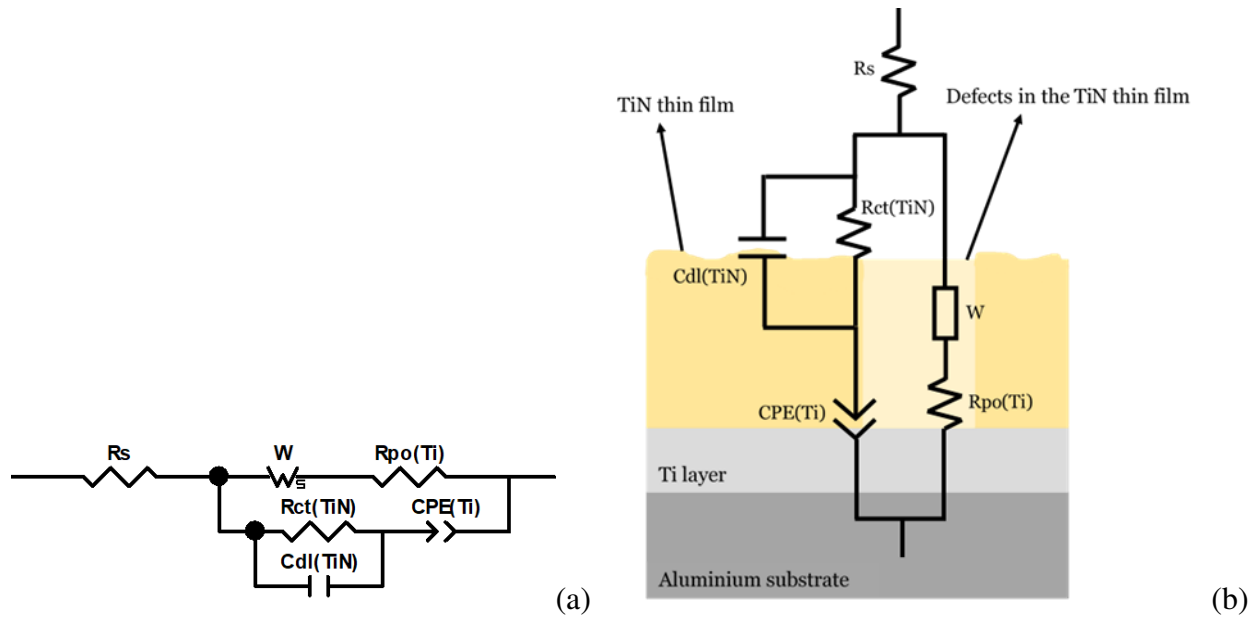 Rs
W
s
Rpo(Ti)
Rct(TiN)
CPE(Ti)
Cdl(TiN)
(a)
Rs
TiN thin film
Defects in the TiN thin film
Rct(TiN)
Cdl(TiN)
W
CPE(Ti)
Rpo(Ti)
Ti layer
Aluminium substrate
(b)